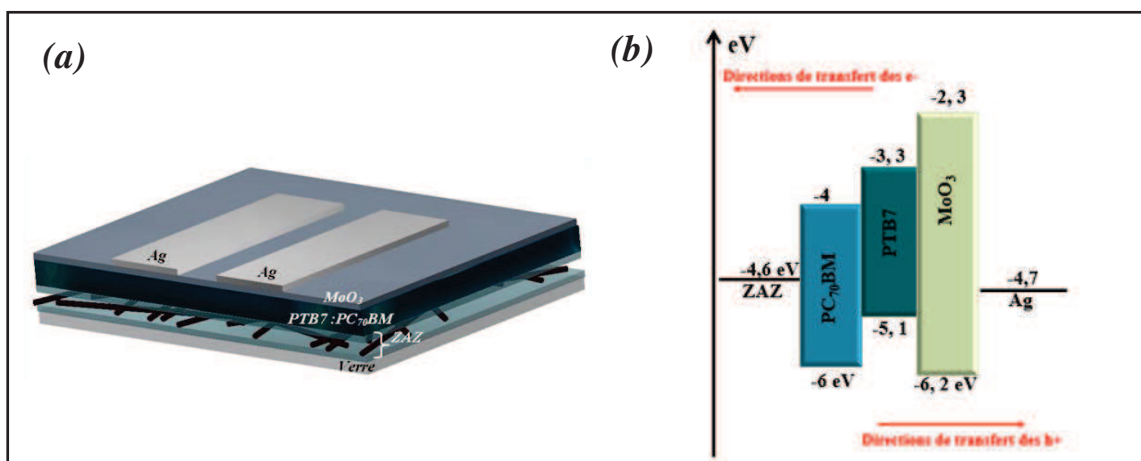 (a)
Ag
Ag
MoO₃
PTB7 :PC₇₀BM
ZAZ
Verre
(b)
eV
Directions de transfert des e-
-2, 3
-3, 3
-4
MoO₃
PTB7
PC₇₀BM
-4,6 eV
ZAZ
-4,7
Ag
-5, 1
-6 eV
-6, 2 eV
Directions de transfert des h+